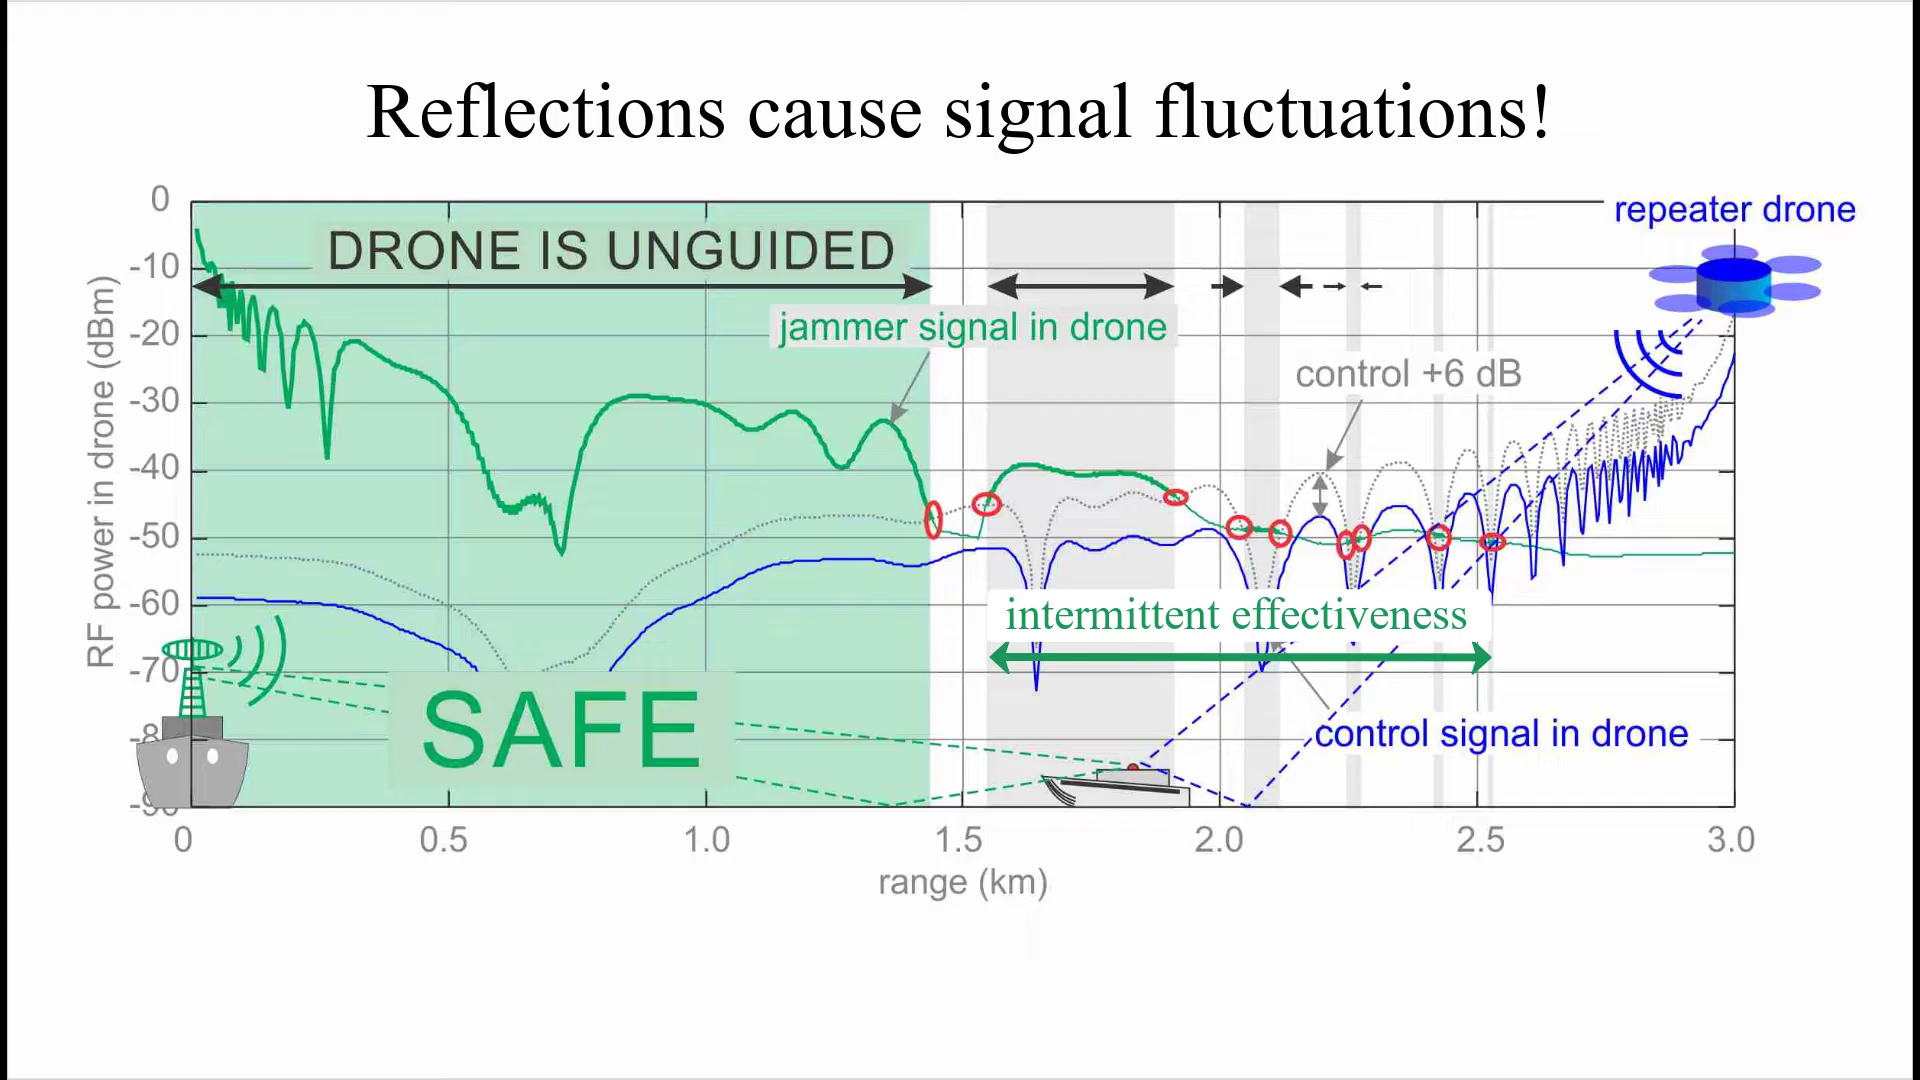 Reflections cause signal fluctuations!
repeater drone
DRONE IS UNGUIDED
jammer signal in drone
control +6 dB
intermittent effectiveness
SAFE
control signal in drone
RF power in drone (dBm)
0
-10
-20
-30
-40
-50
-60
-70
0
0.5
1.0
1.5
2.0
2.5
3.0
range (km)